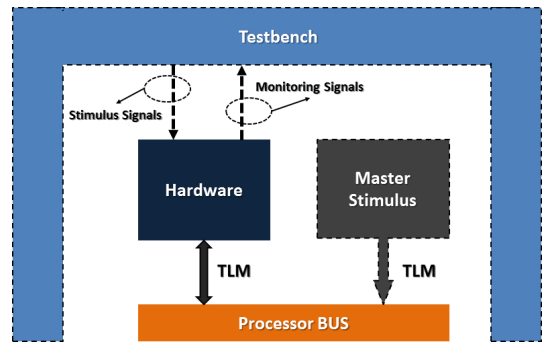 Testbench
Stimulus Signals
Monitoring Signals
Hardware
Master
Stimulus
TLM
TLM
Processor BUS